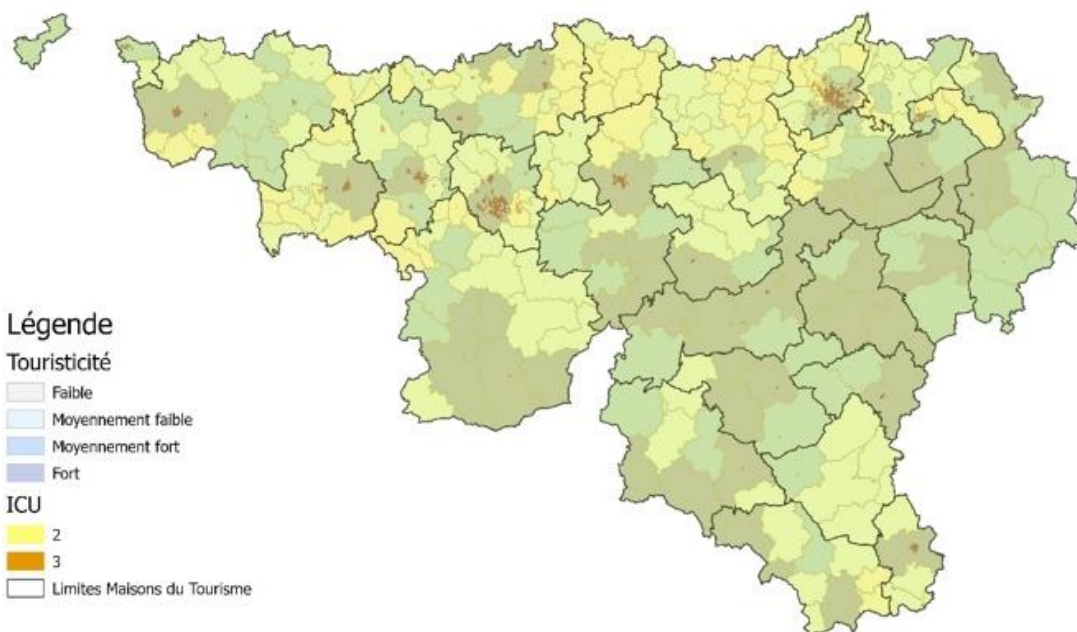 Légende
Touristicité
Faible
Moyennement faible
Moyennement fort
Fort
ICU
2
3
Limites Maisons du Tourisme